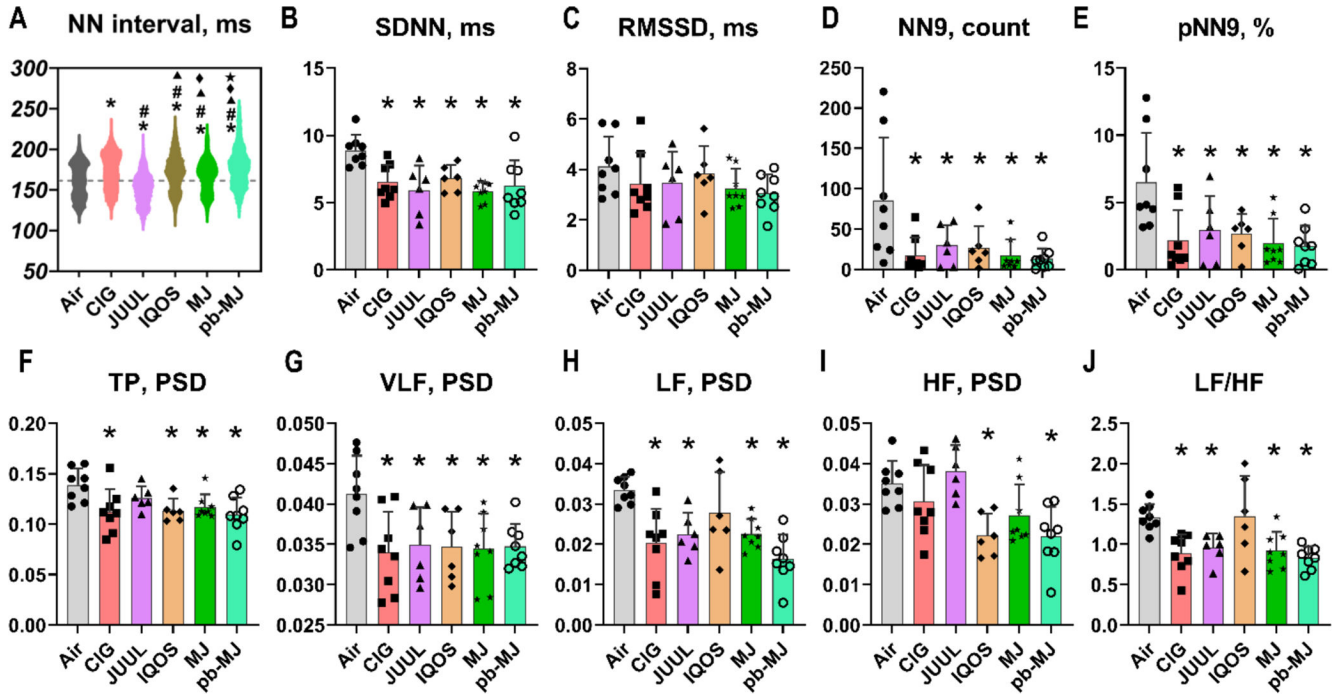 A NN interval, ms
300
250
200
150
100
50
*
#
*
#
*
#
*
#
*
Air
CIG
JUUL
IQOS
MJ
pb-MJ
B SDNN, ms
15
10
5
0
* * * * *
Air
CIG
JUUL
IQOS
MJ
pb-MJ
C RMSSD, ms
8
6
4
2
0
Air
CIG
JUUL
IQOS
MJ
pb-MJ
D NN9, count
250
200
150
100
50
0
* * * * *
Air
CIG
JUUL
IQOS
MJ
pb-MJ
E pNN9, %
15
10
5
0
* * * * *
Air
CIG
JUUL
IQOS
MJ
pb-MJ
F TP, PSD
0.20
0.15
0.10
0.05
0.00
* * * *
Air
CIG
JUUL
IQOS
MJ
pb-MJ
G VLF, PSD
0.050
0.045
0.040
0.035
0.030
0.025
* * * * *
Air
CIG
JUUL
IQOS
MJ
pb-MJ
H LF, PSD
0.05
0.04
0.03
0.02
0.01
0.00
* * * *
Air
CIG
JUUL
IQOS
MJ
pb-MJ
I HF, PSD
0.05
0.04
0.03
0.02
0.01
0.00
* *
Air
CIG
JUUL
IQOS
MJ
pb-MJ
J LF/HF
2.5
2.0
1.5
1.0
0.5
0.0
* * * *
Air
CIG
JUUL
IQOS
MJ
pb-MJ